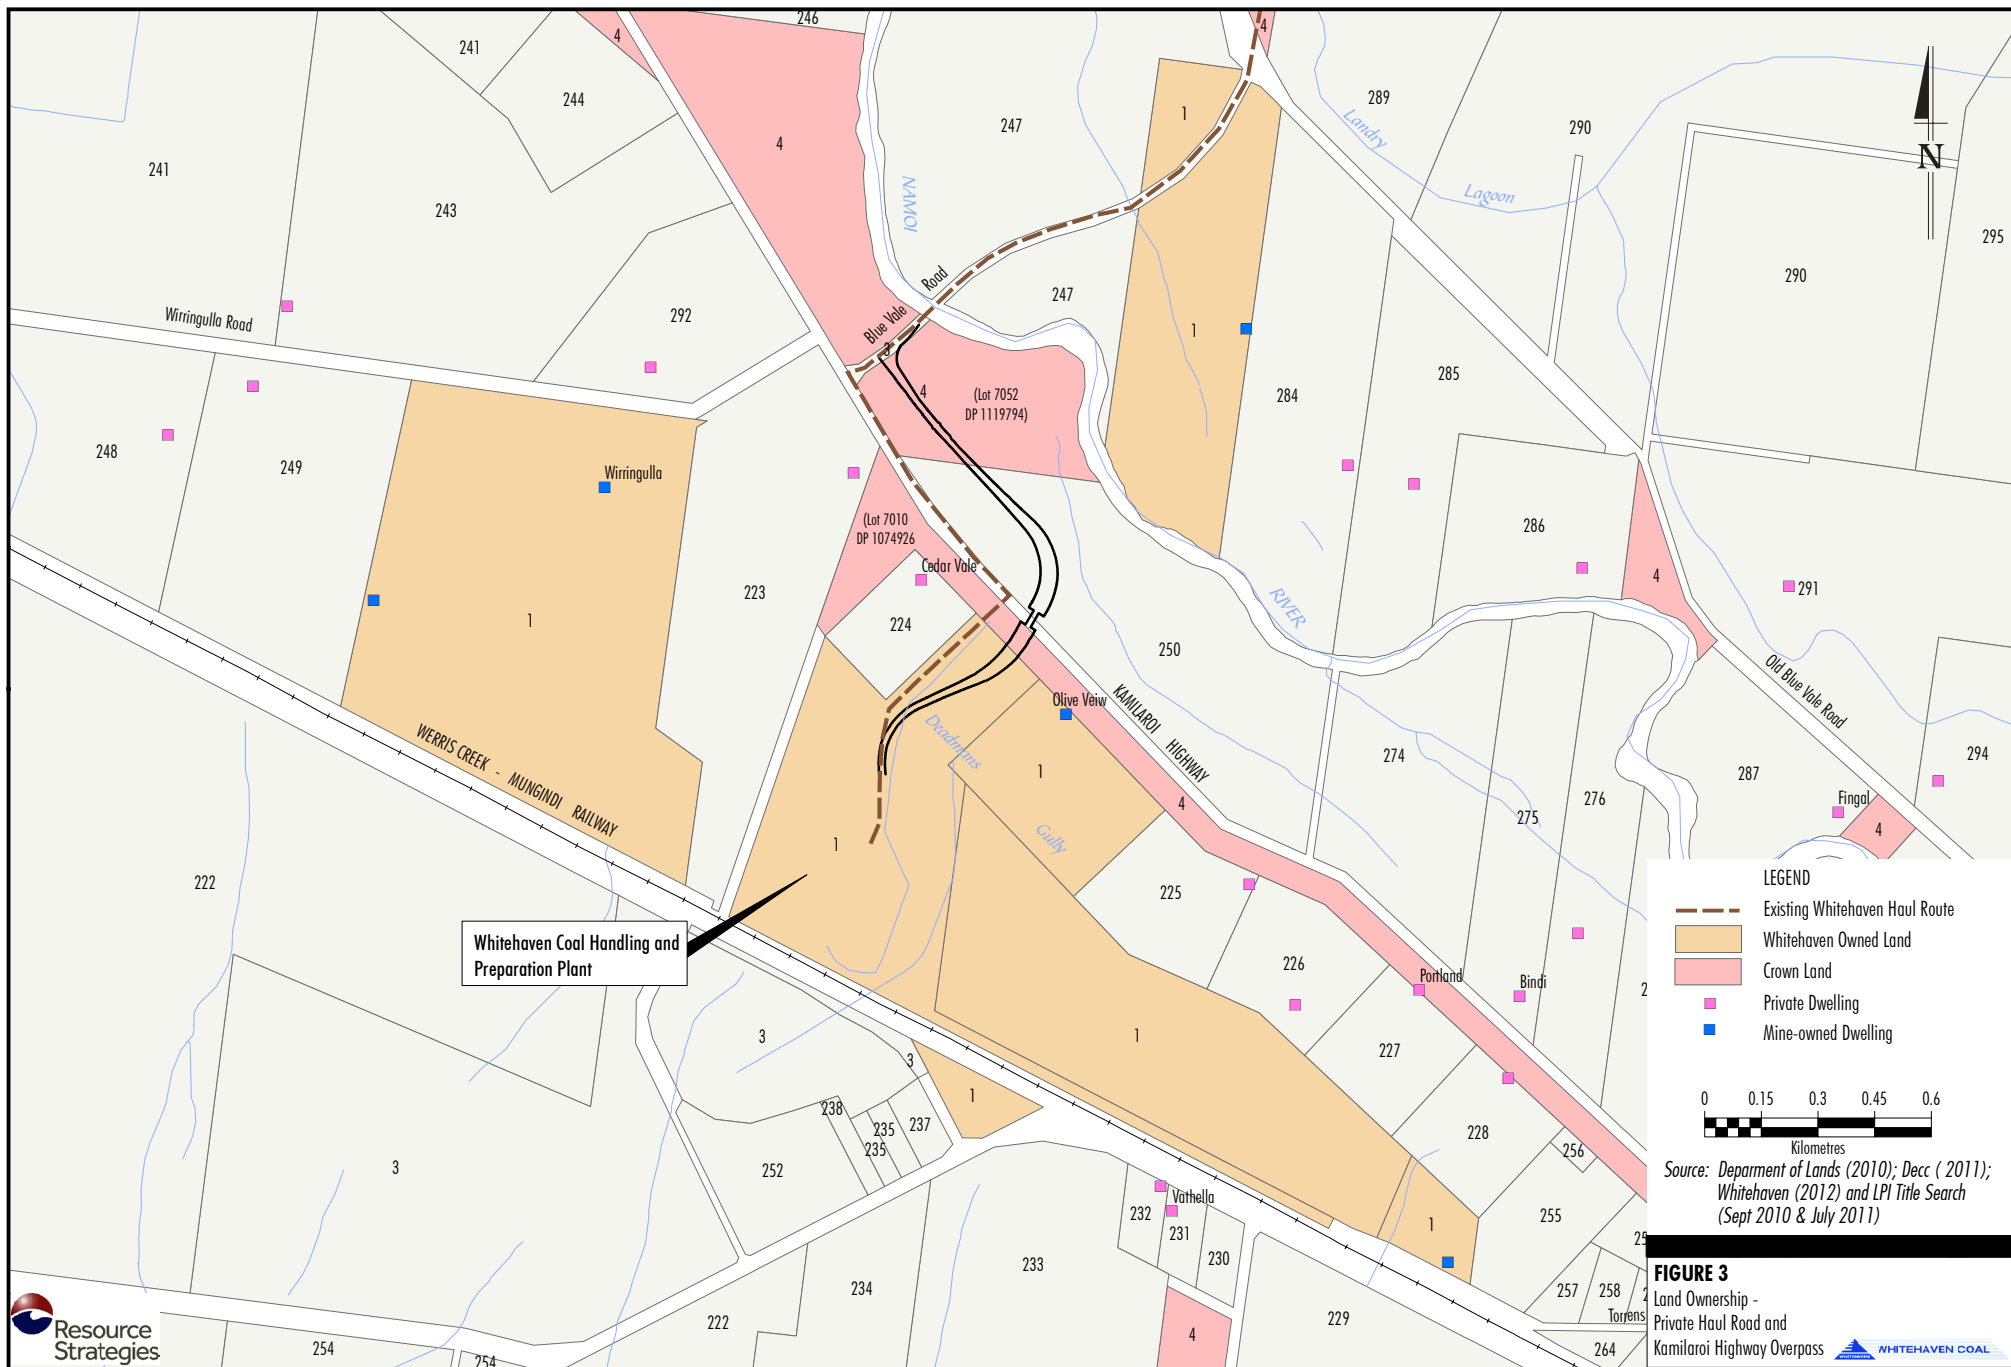 246
4
4
241
244
289
1
247
290
4
Landry
241
243
NAMOI
Lagoon
N
295
Road
247
290
Wirringulla Road
292
Blue Vale
3
1
285
4
(Lot 7052
DP 1119794)
284
248
249
Wirringulla
(Lot 7010
DP 1074926
286
Cedar Vale
4
291
223
1
224
RIVER
250
Old Blue Vale Road
KAMILAROI HIGHWAY
Olive Veiw
Deadmans
274
294
WERRIS CREEK - MUNGINDI RAILWAY
1
287
276
275
Fingal
4
4
Gully
1
222
225
Whitehaven Coal Handling and
Preparation Plant
226
Portland
Bindi
2
3
1
227
3
1
238
235
237
235
228
256
252
3
Vathella
232
231
230
255
1
25
233
234
257
258
2
Torrens
222
229
4
264
254
254
LEGEND
Existing Whitehaven Haul Route
Whitehaven Owned Land
Crown Land
Private Dwelling
Mine-owned Dwelling
0 0.15 0.3 0.45 0.6
Kilometres
Source: Deparment of Lands (2010); Decc ( 2011);
Whitehaven (2012) and LPI Title Search
(Sept 2010 & July 2011)
FIGURE 3
Land Ownership -
Private Haul Road and
Kamilaroi Highway Overpass
WHITEHAVEN COAL
Resource
Strategies